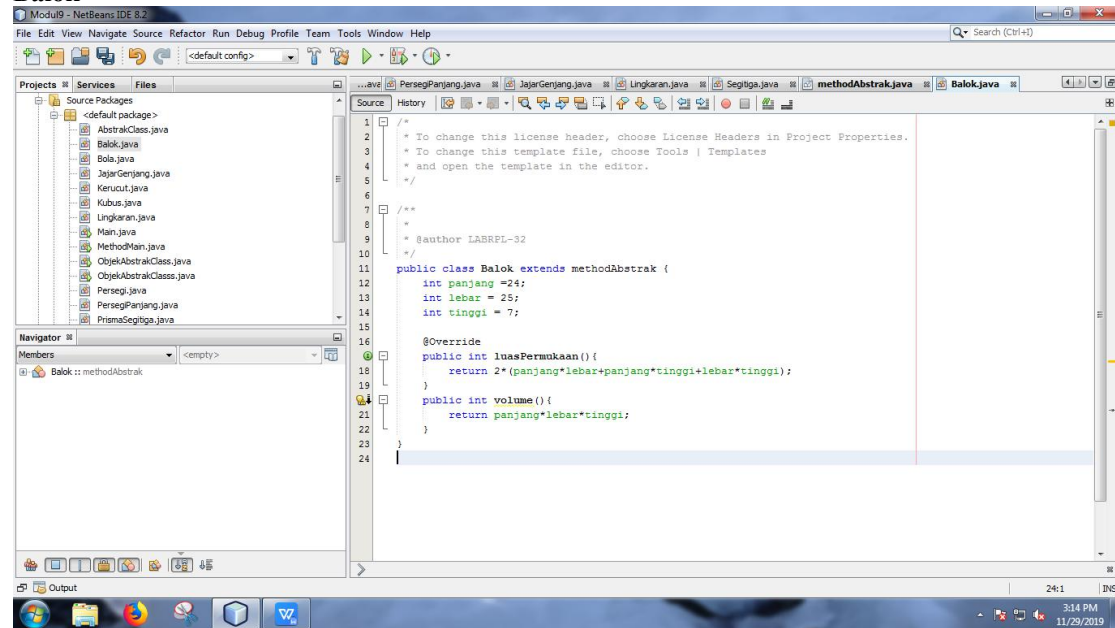 Balok
Modul9 - NetBeans IDE 8.2
File Edit View Navigate Source Refactor Run Debug Profile Team Tools Window Help
Search (Ctrl+I)
<default config>
Projects Services Files
...ava PersegiPanjang.java JajarGenjang.java Lingkaran.java Segitiga.java methodAbstrak.java Balok.java
Source Packages
<default package>
AbstrakClass.java
Balok.java
Bola.java
JajarGenjang.java
Kerucut.java
Kubus.java
Lingkaran.java
Main.java
MethodMain.java
ObjekAbstrakClass.java
ObjekAbstrakClasss.java
Persegi.java
PersegiPanjang.java
PrismaSegitiga.java
Navigator
Members <empty>
Balok :: methodAbstrak
Source History
1 /*
2 * To change this license header, choose License Headers in Project Properties.
3 * To change this template file, choose Tools | Templates
4 * and open the template in the editor.
5 */
6
7 /**
8 *
9 * @author LABRPL-32
10 */
11 public class Balok extends methodAbstrak {
12 int panjang =24;
13 int lebar = 25;
14 int tinggi = 7;
15
16 @Override
public int luasPermukaan(){
18 return 2*(panjang*lebar+panjang*tinggi+lebar*tinggi);
19 }
public int volume(){
21 return panjang*lebar*tinggi;
22 }
23 }
24
Output
24:1 INS
3:14 PM
11/29/2019